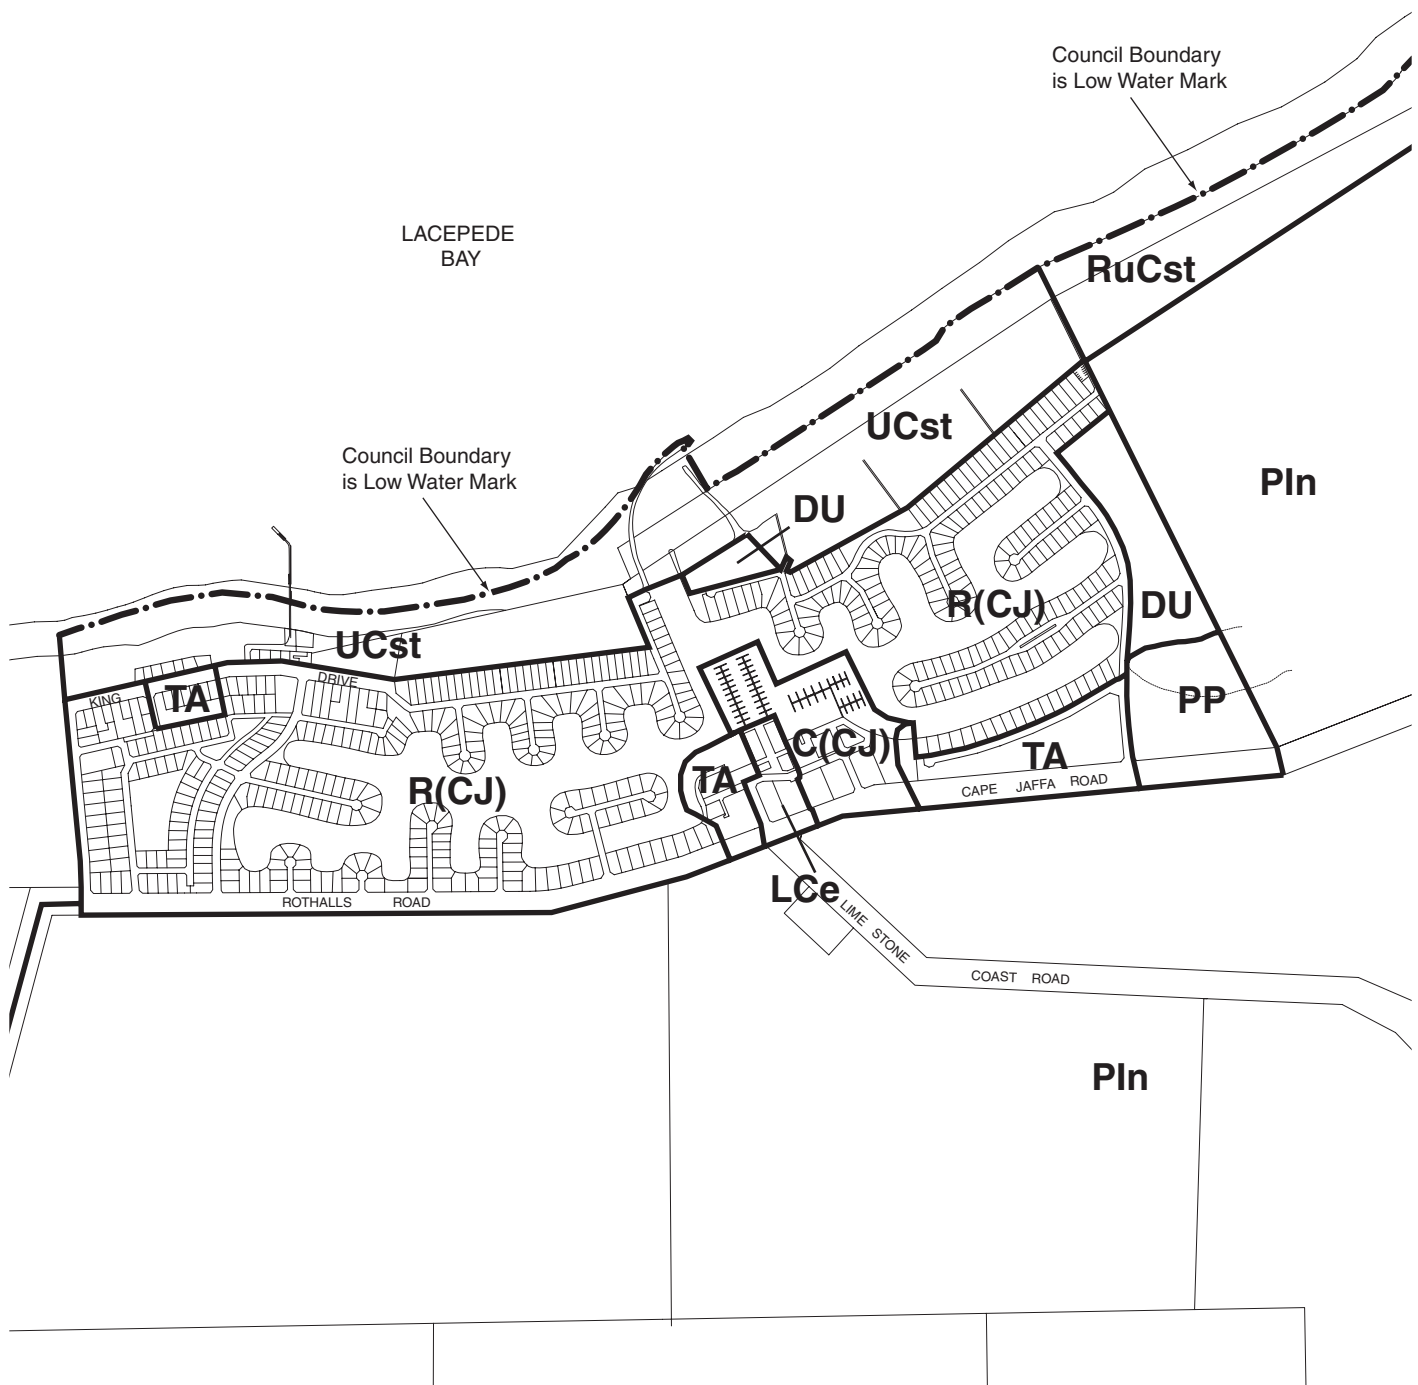 Council Boundary
is Low Water Mark
LACEPEDE
BAY
RuCst
UCst
Council Boundary
is Low Water Mark
PIn
DU
R(CJ)
DU
UCst
DRIVE
KING
TA
PP
C(CJ)
TA
TA
CAPE JAFFA ROAD
R(CJ)
LCe
ROTHALLS ROAD
LIME STONE
COAST ROAD
PIn